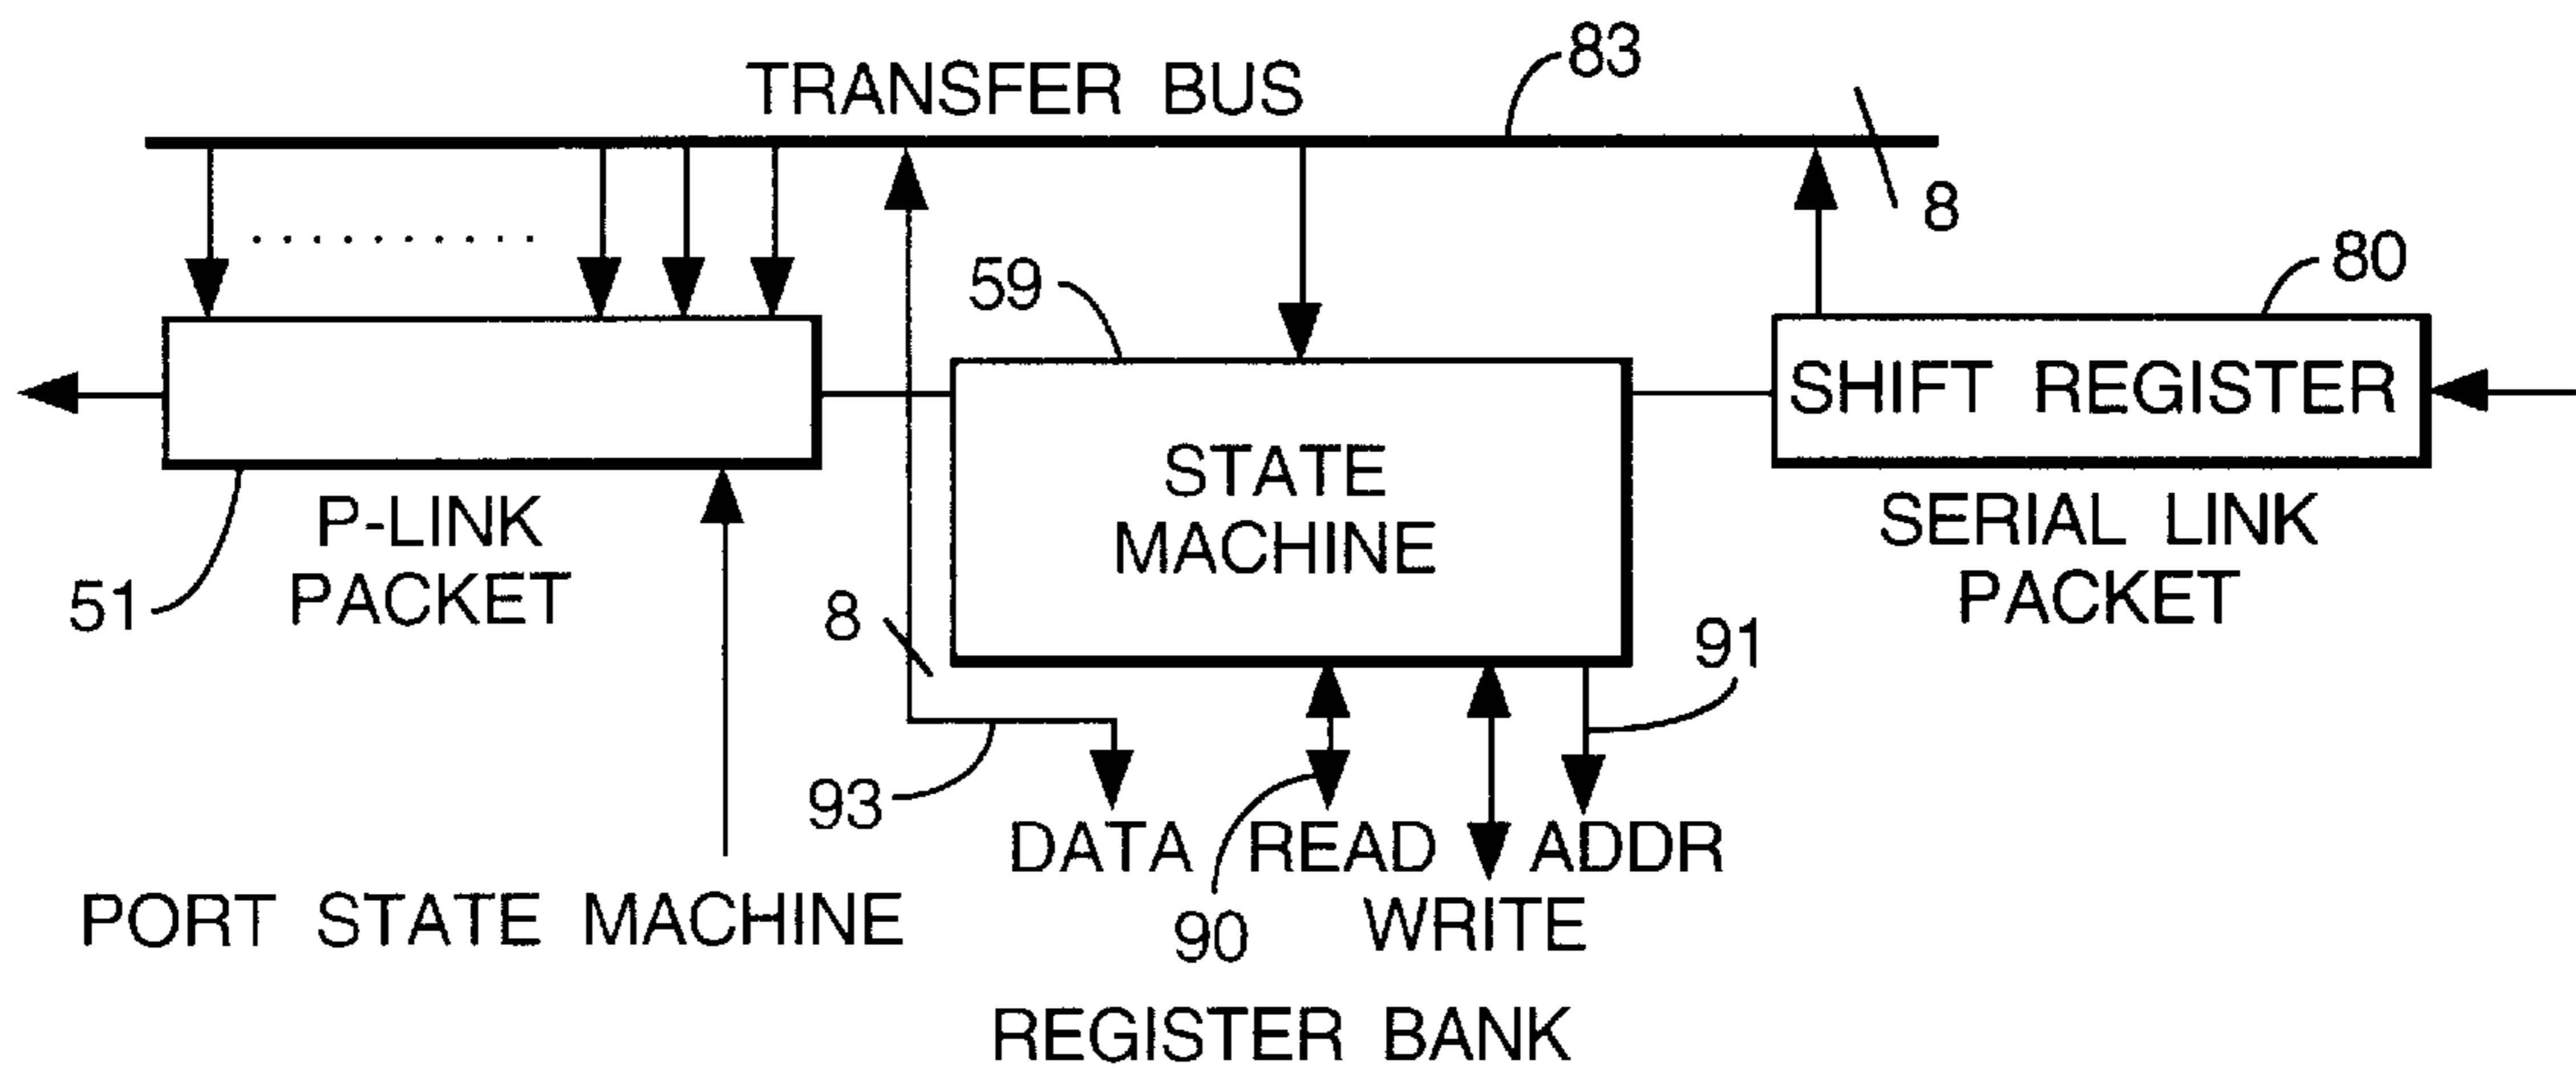 83
TRANSFER BUS
8
59
80
SHIFT REGISTER
STATE
MACHINE
P-LINK
PACKET
SERIAL LINK
PACKET
51
8
91
93
DATA READ ADDR
90
WRITE
PORT STATE MACHINE
REGISTER BANK